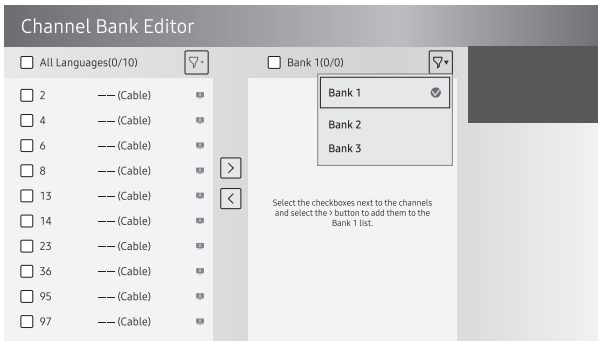 Channel Bank Editor
All Languages(0/10)
Bank 1(0/0)
2 —— (Cable)
4 —— (Cable)
6 —— (Cable)
8 —— (Cable)
13 —— (Cable)
14 —— (Cable)
23 —— (Cable)
36 —— (Cable)
95 —— (Cable)
97 —— (Cable)
>
<
Bank 1
Bank 2
Bank 3
Select the checkboxes next to the channels
and select the > button to add them to the
Bank 1 list.